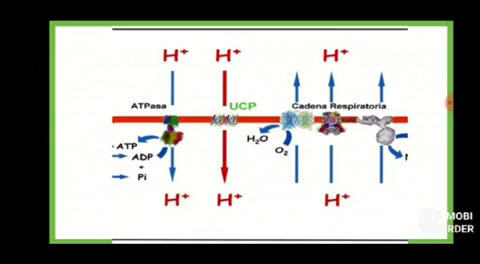 H+ H+ H+
ATPasa UCP Cadena Respiratoria
ATP H2O
ADP O2
+
Pi
H+ H+ H+
MOBI
RDER